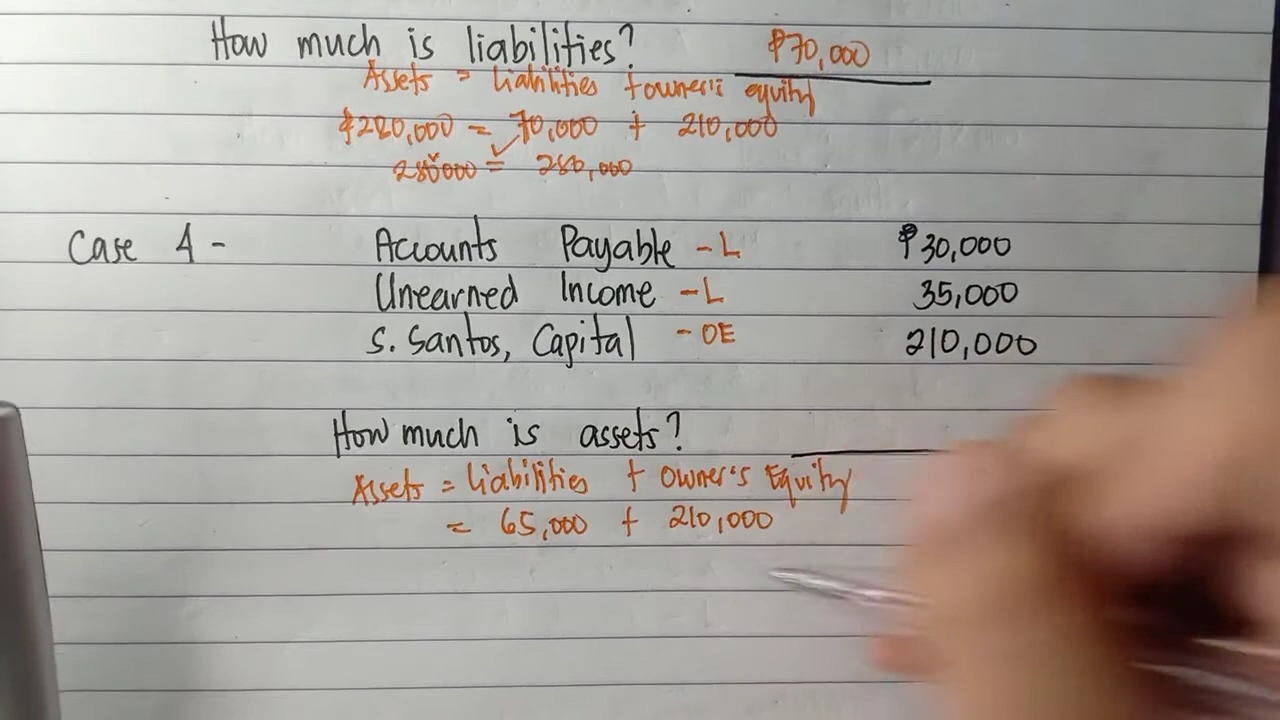 How much is liabilities? ₱70,000
Assets = liabilities + owner's equity
₱280,000 = 70,000 + 210,000
280000 = 280,000
Case 4 - Accounts Payable - L ₱30,000
Unearned Income - L 35,000
S. Santos, Capital - OE 210,000
How much is assets?
Assets = liabilities + Owner's Equity
= 65,000 + 210,000